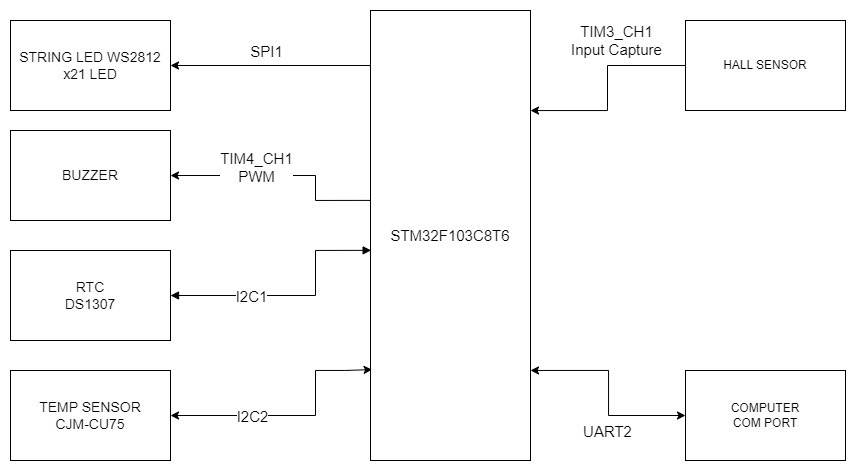 STRING LED WS2812
x21 LED
SPI1
TIM3_CH1
Input Capture
HALL SENSOR
BUZZER
TIM4_CH1
PWM
STM32F103C8T6
RTC
DS1307
I2C1
TEMP SENSOR
CJM-CU75
I2C2
UART2
COMPUTER
COM PORT